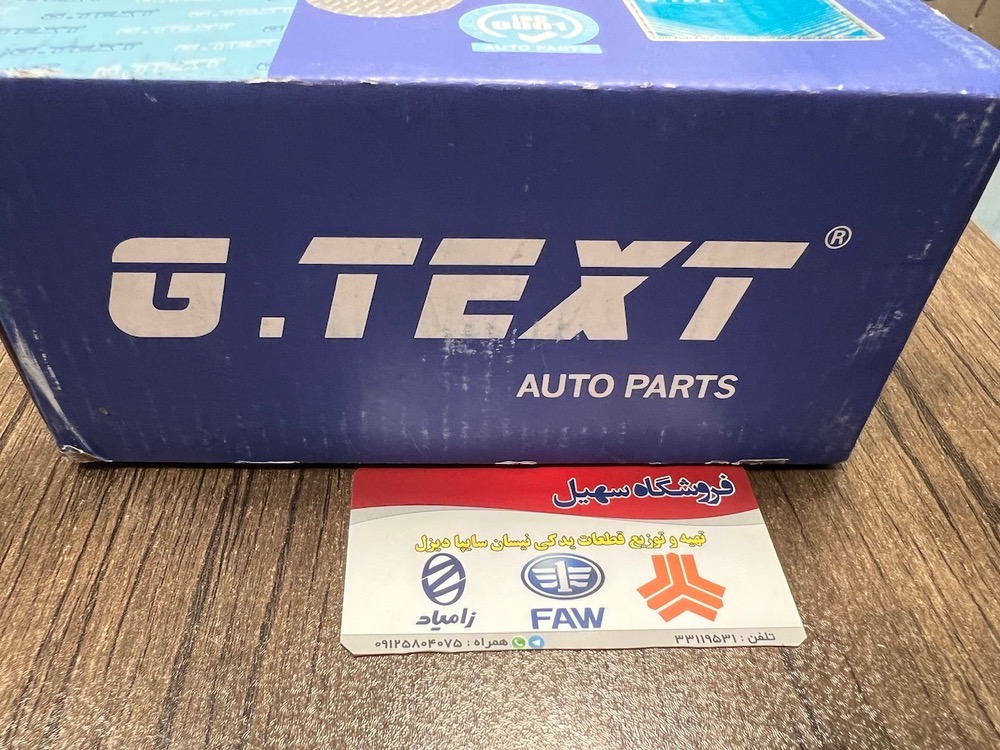 AUTO PARTS
G.TEXT®
AUTO PARTS
فروشگاه سهیل
تهیه و توزیع قطعات یدکی نیسان سایپا دیزل
زامیاد
FAW
تلفن : ۳۳۱۱۹۵۳۱
همراه : ۰۹۱۲۵۸۰۴۰۷۵